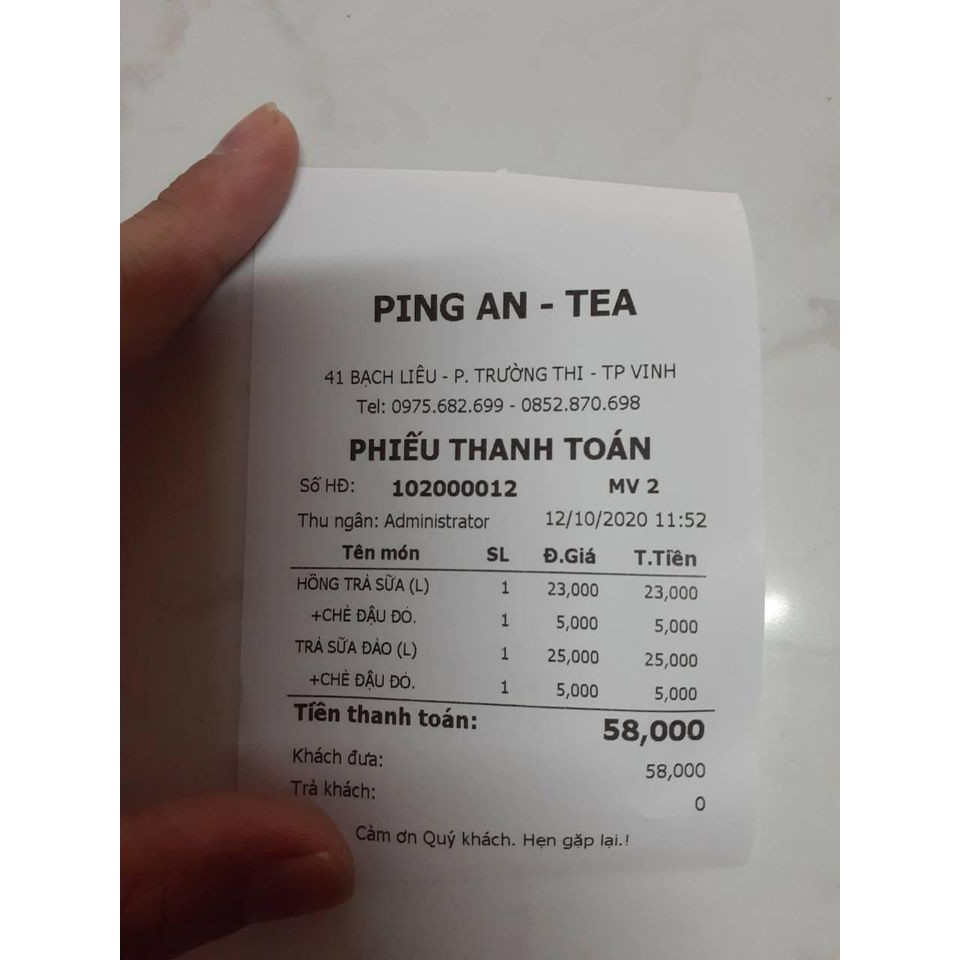 PING AN - TEA
41 BẠCH LIÊU - P. TRƯỜNG THI - TP VINH
Tel: 0975.682.699 - 0852.870.698
PHIẾU THANH TOÁN
Số HĐ: 102000012 MV 2
Thu ngân: Administrator 12/10/2020 11:52
Tên món SL Đ.Giá T.Tiền
HỒNG TRÀ SỮA (L) 1 23,000 23,000
+CHÈ ĐẬU ĐỎ. 1 5,000 5,000
TRÀ SỮA ĐÀO (L) 1 25,000 25,000
+CHÈ ĐẬU ĐỎ. 1 5,000 5,000
Tiền thanh toán: 58,000
Khách đưa: 58,000
Trả khách: 0
Cảm ơn Quý khách. Hẹn gặp lại.!